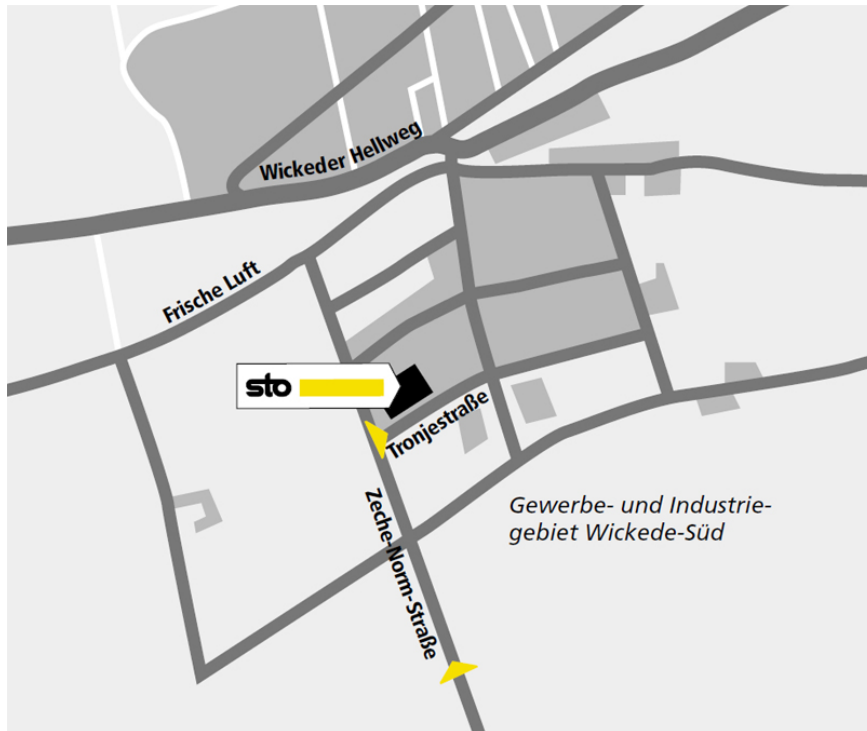 Wickeder Hellweg
Frische Luft
sto
Tronjestraße
Gewerbe- und Industrie-
gebiet Wickede-Süd
Zeche-Norm-Straße